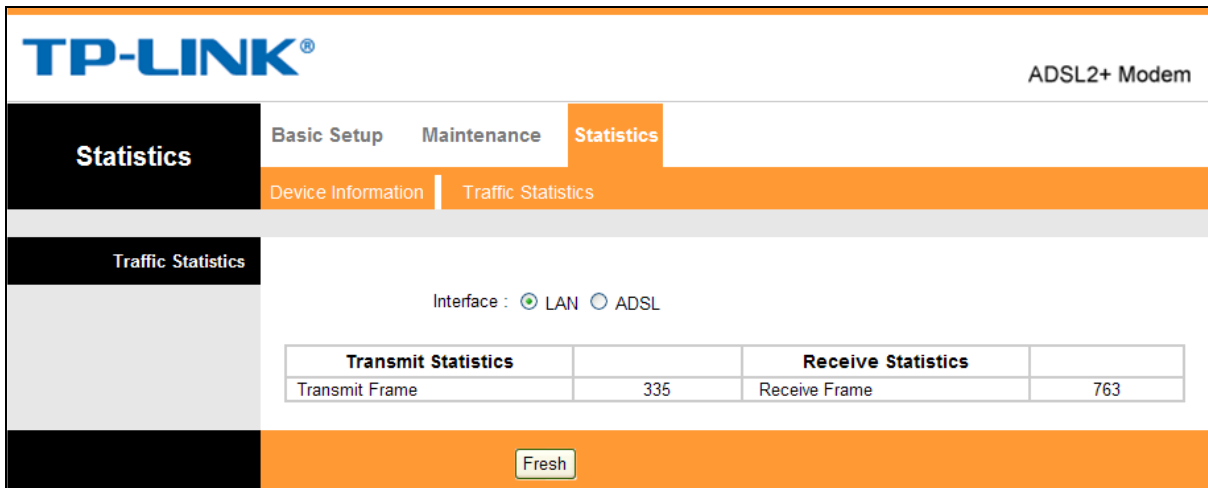 TP-LINK®
ADSL2+ Modem
Statistics
Basic Setup Maintenance Statistics
Device Information Traffic Statistics
Traffic Statistics
Interface : LAN ADSL
Transmit Statistics Receive Statistics
Transmit Frame 335 Receive Frame 763
Fresh